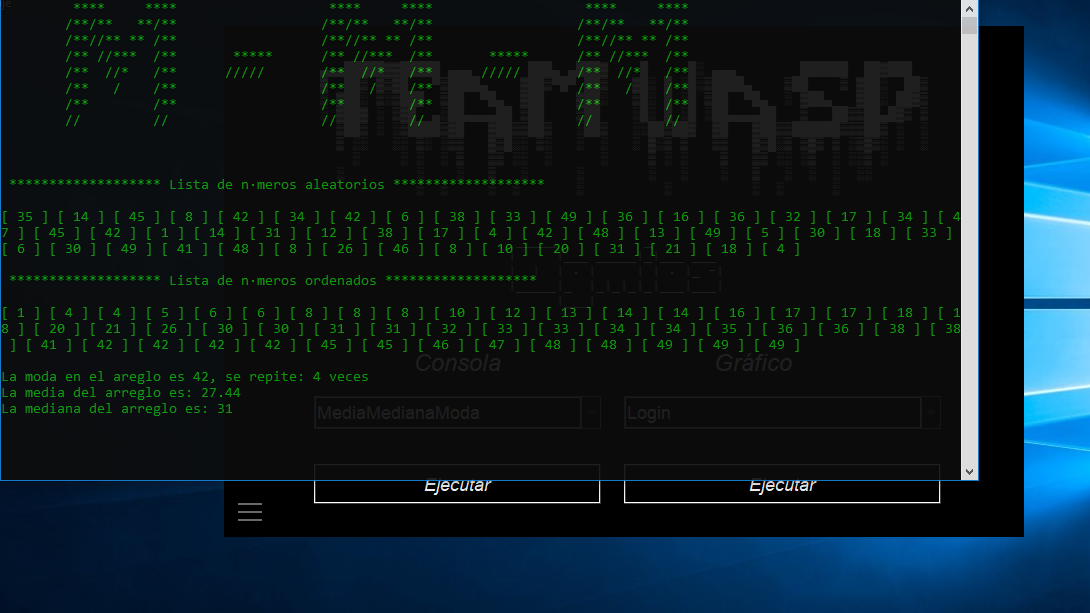 M - M - M
TEAM WASD
******************* Lista de n·meros aleatorios *******************
[ 35 ] [ 14 ] [ 45 ] [ 8 ] [ 42 ] [ 34 ] [ 42 ] [ 6 ] [ 38 ] [ 33 ] [ 49 ] [ 36 ] [ 16 ] [ 36 ] [ 32 ] [ 17 ] [ 34 ] [ 4
7 ] [ 45 ] [ 42 ] [ 1 ] [ 14 ] [ 31 ] [ 12 ] [ 38 ] [ 17 ] [ 4 ] [ 42 ] [ 48 ] [ 13 ] [ 49 ] [ 5 ] [ 30 ] [ 18 ] [ 33 ]
[ 6 ] [ 30 ] [ 49 ] [ 41 ] [ 48 ] [ 8 ] [ 26 ] [ 46 ] [ 8 ] [ 10 ] [ 20 ] [ 31 ] [ 21 ] [ 18 ] [ 4 ]
******************* Lista de n·meros ordenados *******************
[ 1 ] [ 4 ] [ 4 ] [ 5 ] [ 6 ] [ 6 ] [ 8 ] [ 8 ] [ 8 ] [ 10 ] [ 12 ] [ 13 ] [ 14 ] [ 14 ] [ 16 ] [ 17 ] [ 17 ] [ 18 ] [ 1
8 ] [ 20 ] [ 21 ] [ 26 ] [ 30 ] [ 30 ] [ 31 ] [ 31 ] [ 32 ] [ 33 ] [ 33 ] [ 34 ] [ 34 ] [ 35 ] [ 36 ] [ 36 ] [ 38 ] [ 38
] [ 41 ] [ 42 ] [ 42 ] [ 42 ] [ 42 ] [ 45 ] [ 45 ] [ 46 ] [ 47 ] [ 48 ] [ 48 ] [ 49 ] [ 49 ] [ 49 ]
La moda en el areglo es 42, se repite: 4 veces
La media del arreglo es: 27.44
La mediana del arreglo es: 31
Consola Gráfico
MediaMedianaModa Login
Ejecutar Ejecutar